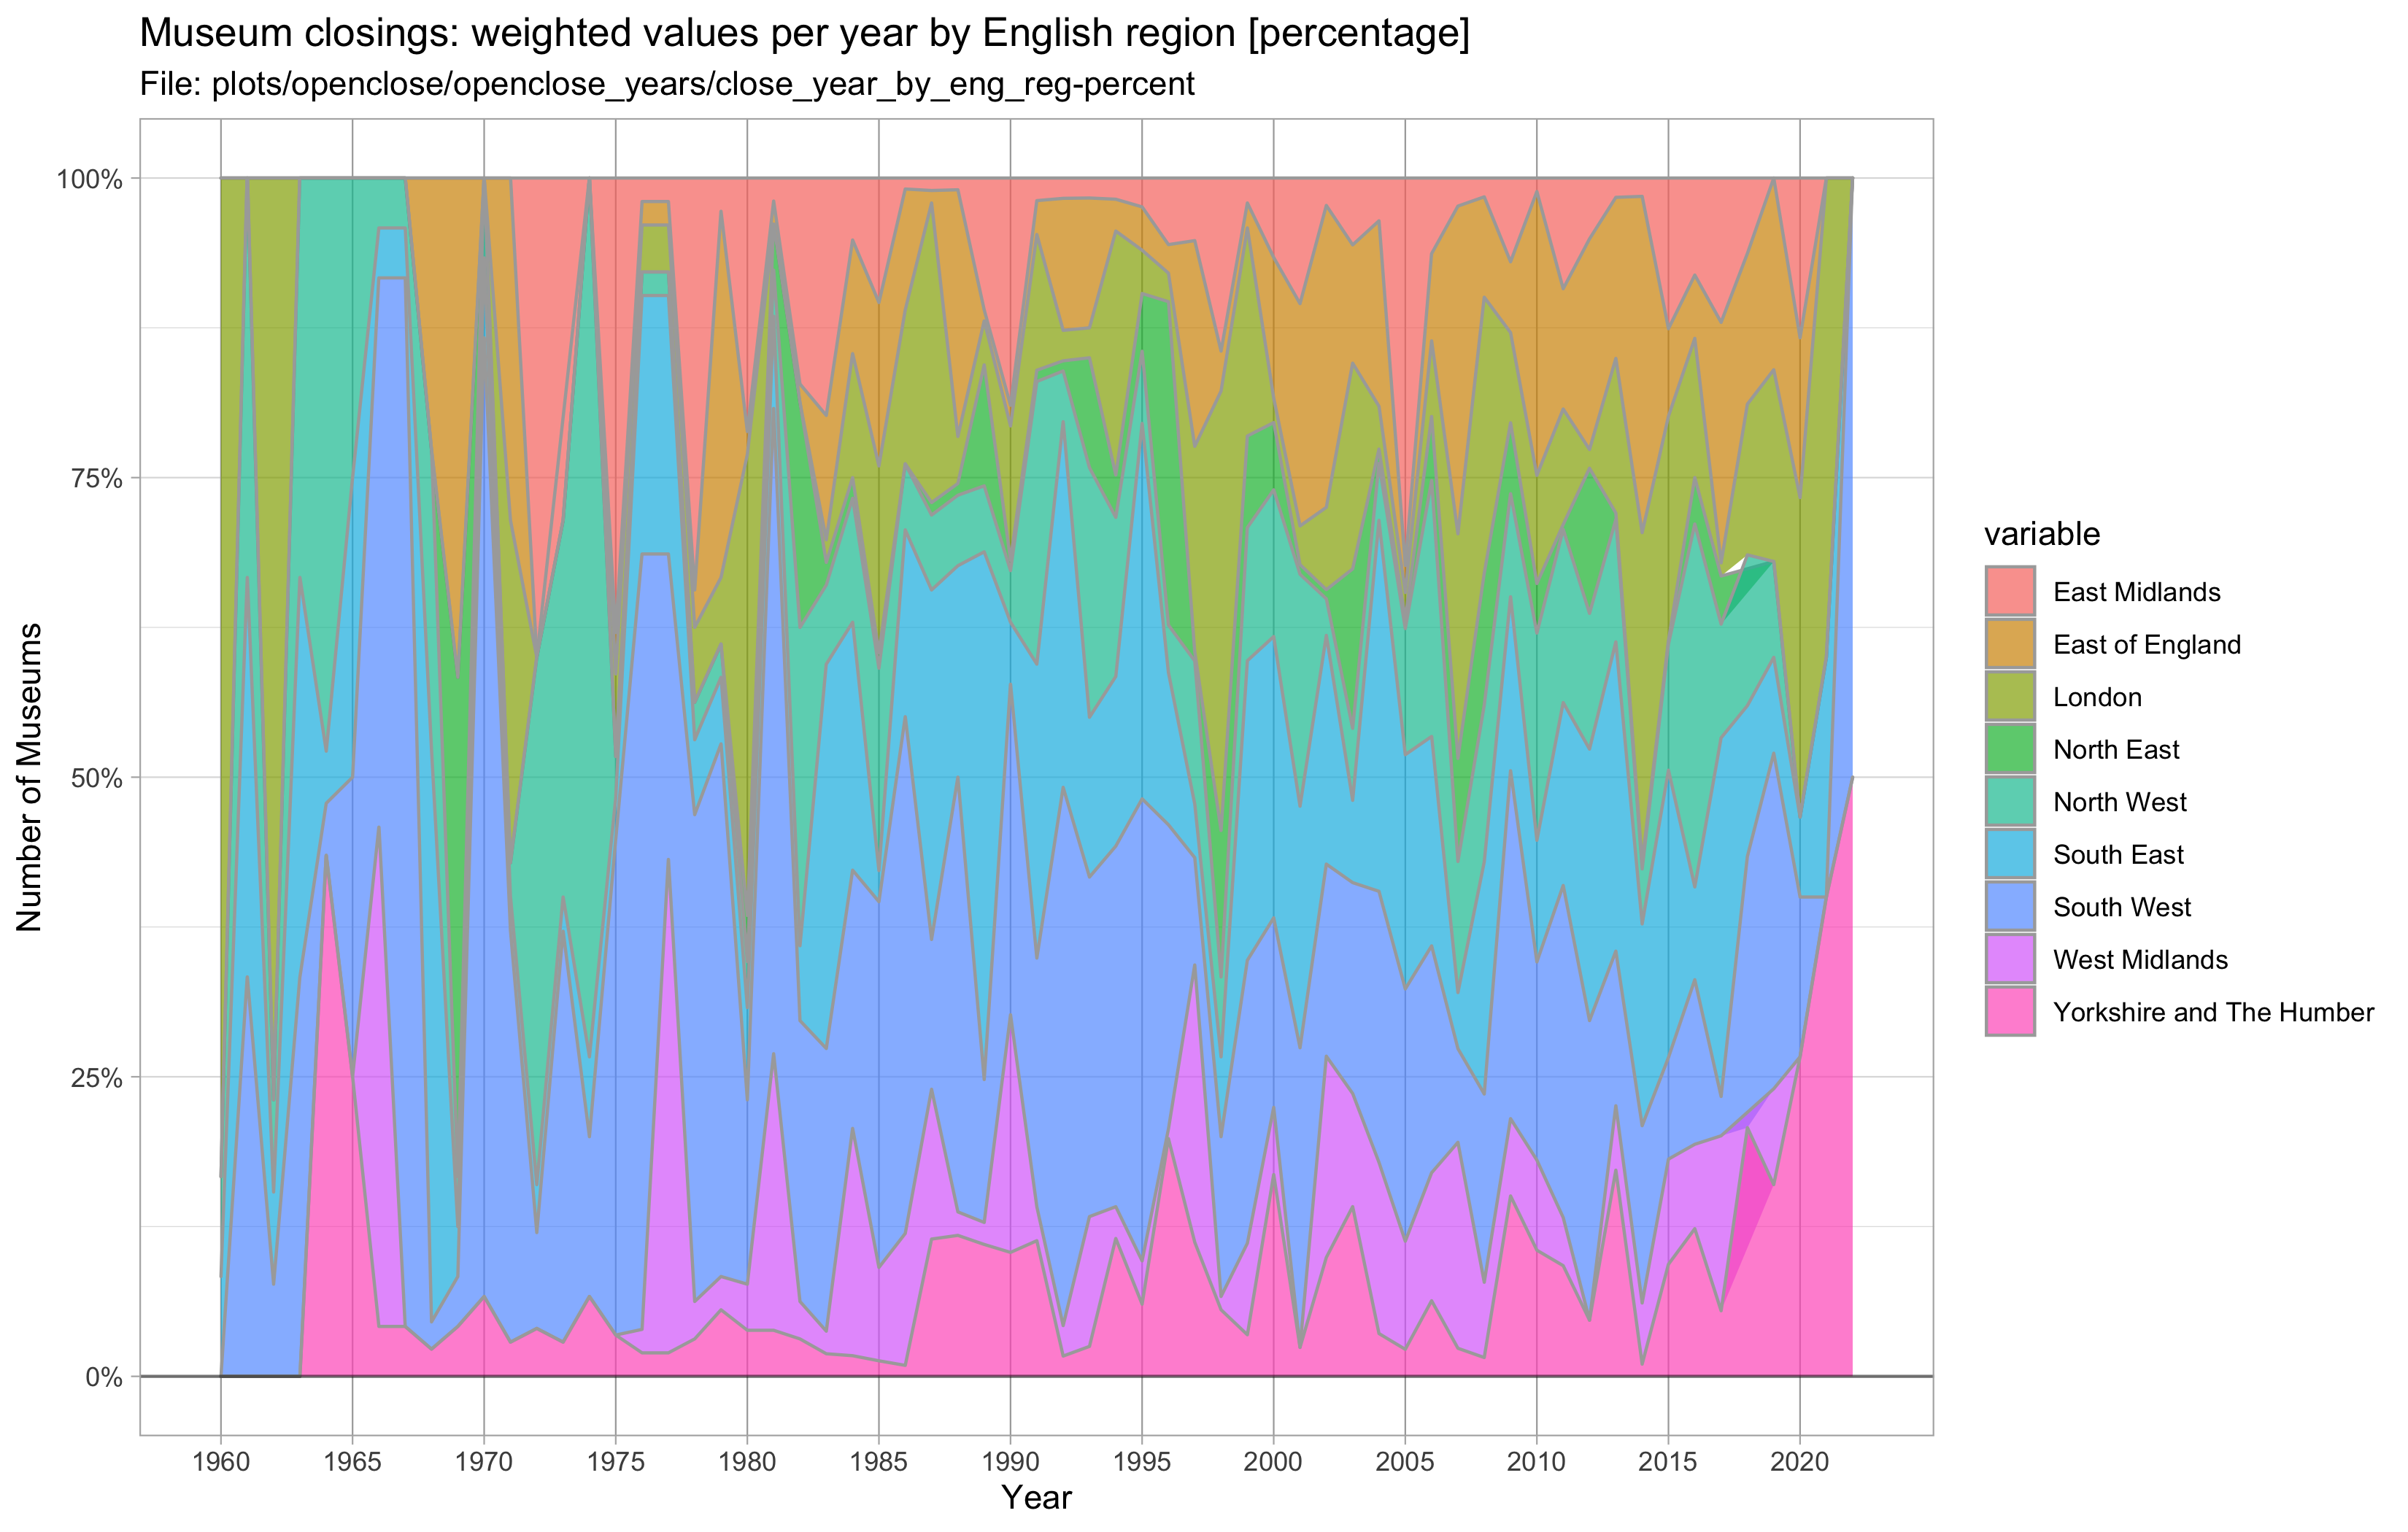 Museum closings: weighted values per year by English region [percentage]
File: plots/openclose/openclose_years/close_year_by_eng_reg-percent
Number of Museums
100%
75%
50%
25%
0%
1960 1965 1970 1975 1980 1985 1990 1995 2000 2005 2010 2015 2020
Year
variable
East Midlands
East of England
London
North East
North West
South East
South West
West Midlands
Yorkshire and The Humber